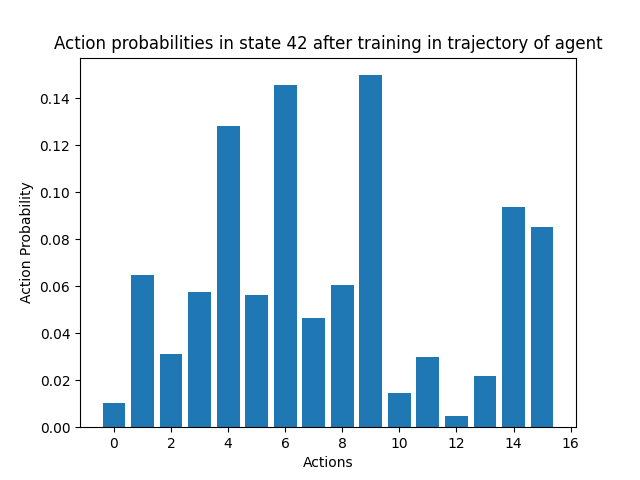 Action probabilities in state 42 after training in trajectory of agent
0.14
0.12
0.10
0.08
0.06
0.04
0.02
0.00
Action Probability
0 2 4 6 8 10 12 14 16
Actions